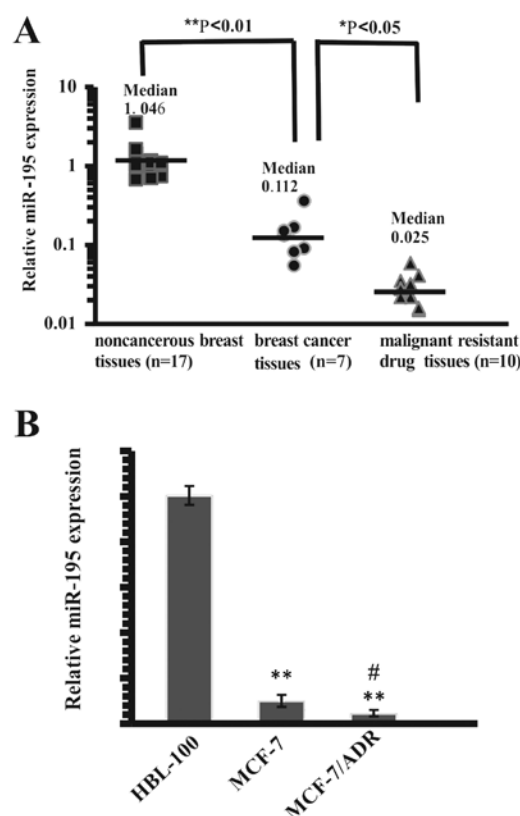 A
**P<0.01
*P<0.05
Relative miR-195 expression
10
1
0.1
0.01
Median
1.046
Median
0.112
Median
0.025
noncancerous breast
tissues (n=17)
breast cancer
tissues (n=7)
malignant resistant
drug tissues (n=10)
B
Relative miR-195 expression
**
#
**
HBL-100
MCF-7
MCF-7/ADR